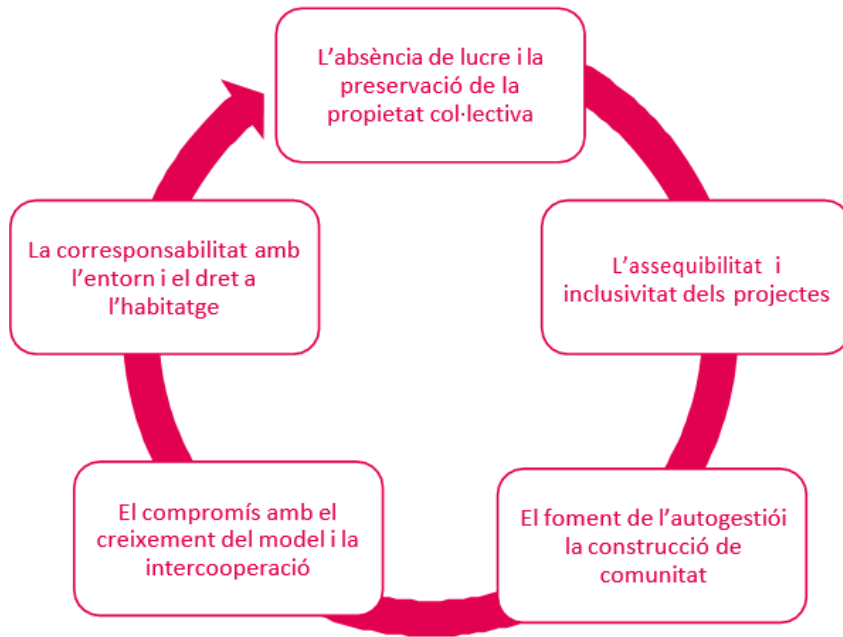 L'absència de lucre i la
preservació de la
propietat col·lectiva
L'assequibilitat i
inclusivitat dels projectes
El foment de l'autogestiói
la construcció de
comunitat
El compromís amb el
creixement del model i la
intercooperació
La corresponsabilitat amb
l'entorn i el dret a
l'habitatge